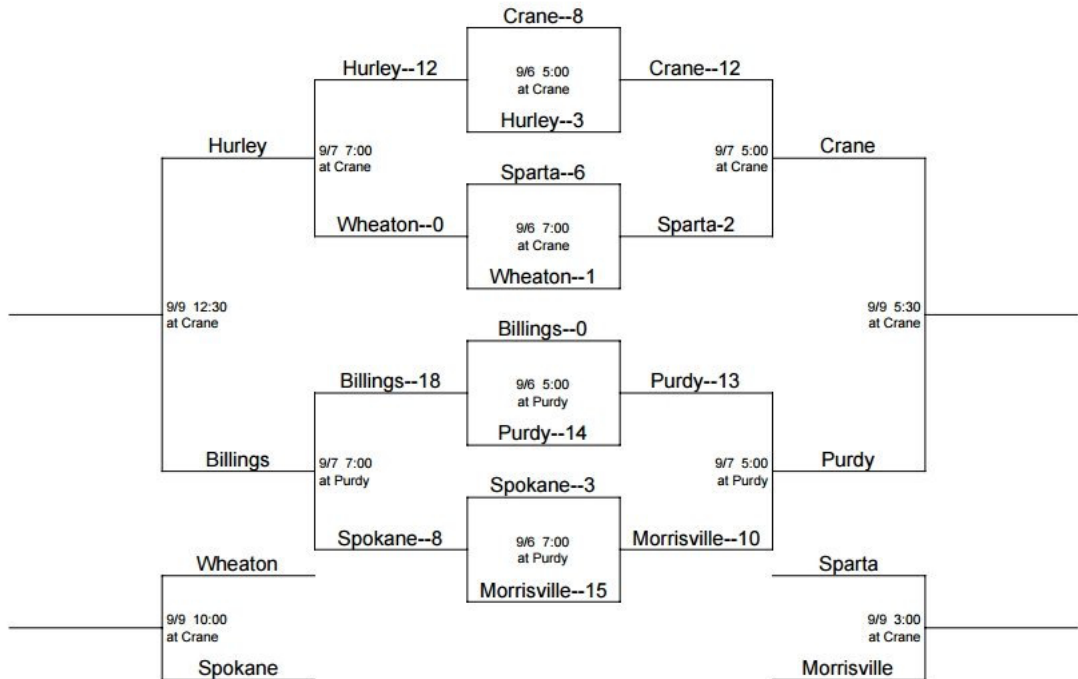 Crane--8
Hurley--12
9/6 5:00
at Crane
Crane--12
Hurley--3
Hurley
9/7 7:00
at Crane
9/7 5:00
at Crane
Crane
Sparta--6
Wheaton--0
9/6 7:00
at Crane
Sparta-2
Wheaton--1
9/9 12:30
at Crane
9/9 5:30
at Crane
Billings--0
Billings--18
9/6 5:00
at Purdy
Purdy--13
Purdy--14
Billings
9/7 7:00
at Purdy
9/7 5:00
at Purdy
Purdy
Spokane--3
Spokane--8
9/6 7:00
at Purdy
Morrisville--10
Morrisville--15
Wheaton
9/9 10:00
at Crane
Spokane
Sparta
9/9 3:00
at Crane
Morrisville